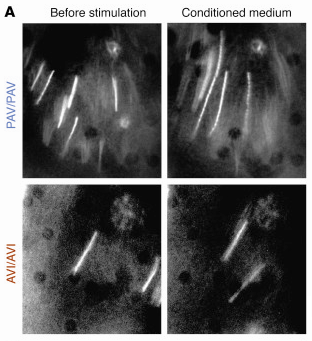 A
Before stimulation
Conditioned medium
PAV/PAV
AVI/AVI